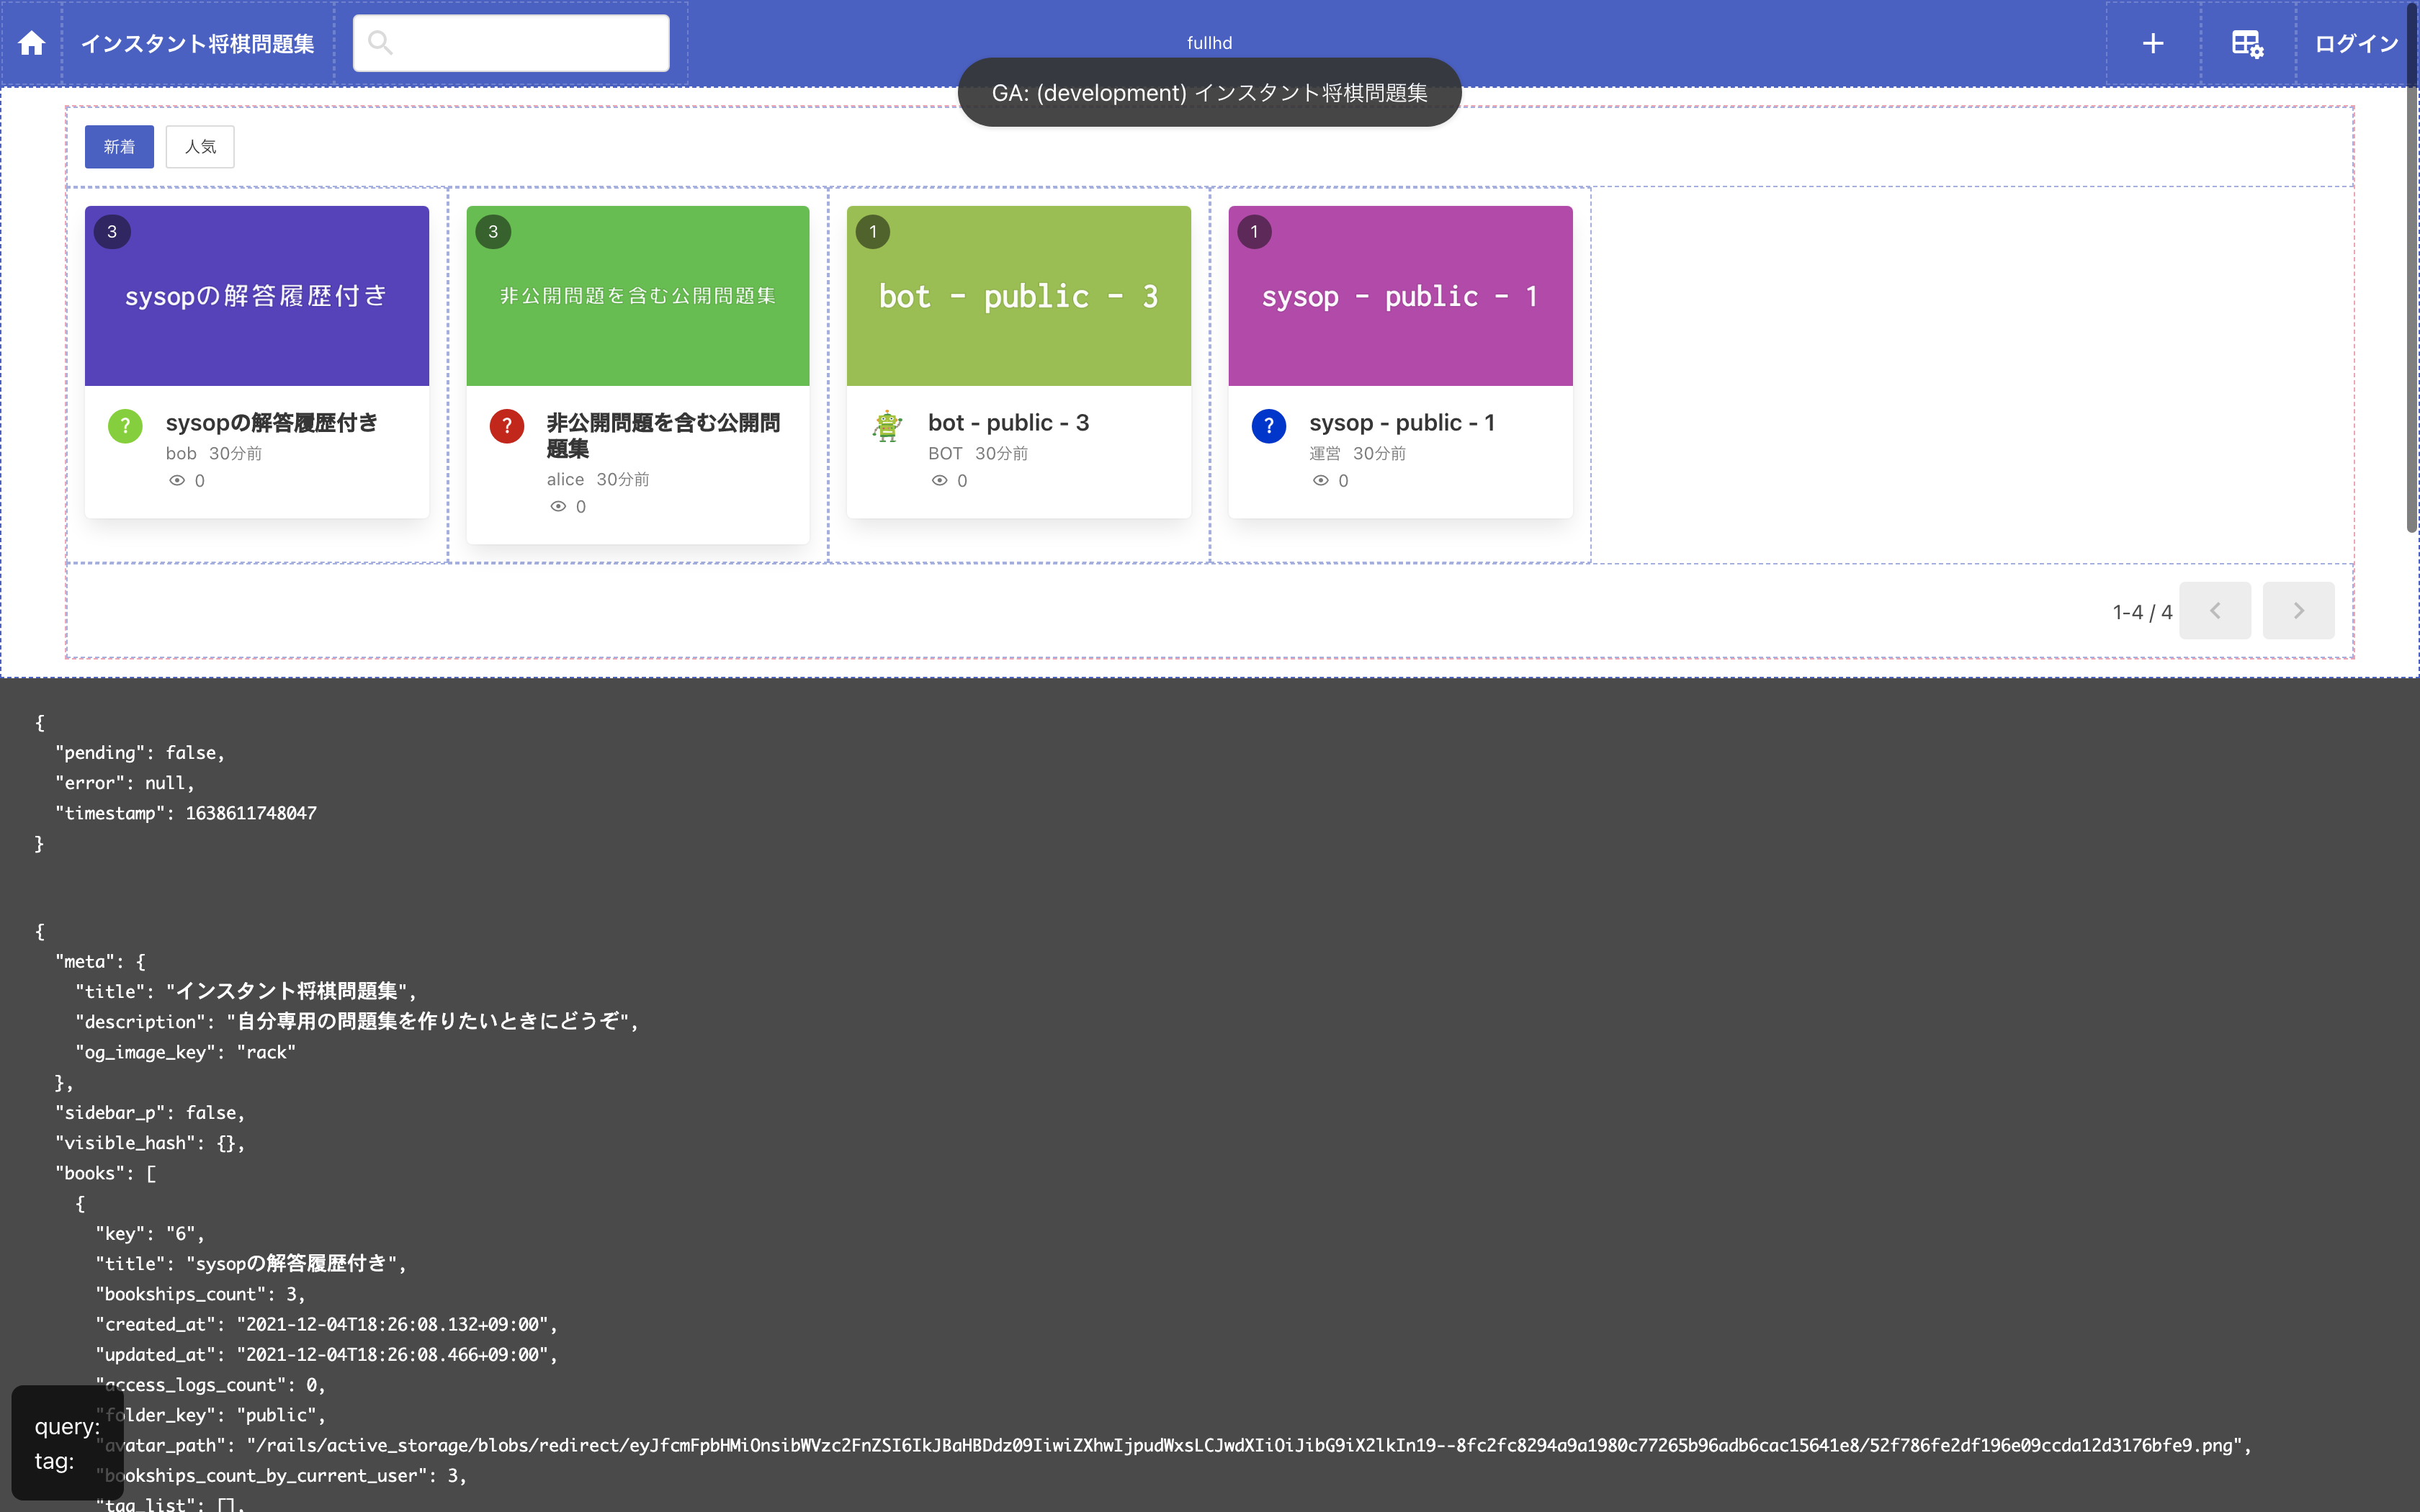 インスタント将棋問題集
fullhd
ログイン
GA: (development) インスタント将棋問題集
新着
人気
3
sysopの解答履歴付き
? sysopの解答履歴付き
bob 30分前
0
3
非公開問題を含む公開問題集
? 非公開問題を含む公開問
題集
alice 30分前
0
1
bot - public - 3
bot - public - 3
BOT 30分前
0
1
sysop - public - 1
? sysop - public - 1
運営 30分前
0
1-4 / 4
{
"pending": false,
"error": null,
"timestamp": 1638611748047
}
{
"meta": {
"title": "インスタント将棋問題集",
"description": "自分専用の問題集を作りたいときにどうぞ",
"og_image_key": "rack"
},
"sidebar_p": false,
"visible_hash": {},
"books": [
{
"key": "6",
"title": "sysopの解答履歴付き",
"bookships_count": 3,
"created_at": "2021-12-04T18:26:08.132+09:00",
"updated_at": "2021-12-04T18:26:08.466+09:00",
"access_logs_count": 0,
"folder_key": "public",
"avatar_path": "/rails/active_storage/blobs/redirect/eyJfcmFpbHMiOnsibWVzc2FnZSI6IkJBaHBDdz09IiwiZXhwIjpudWxsLCJwdXIiOiJibG9iX2lkIn19--8fc2fc8294a9a1980c77265b96adb6cac15641e8/52f786fe2df196e09ccda12d3176bfe9.png",
"bookships_count_by_current_user": 3,
"tag_list": [],
query:
tag: